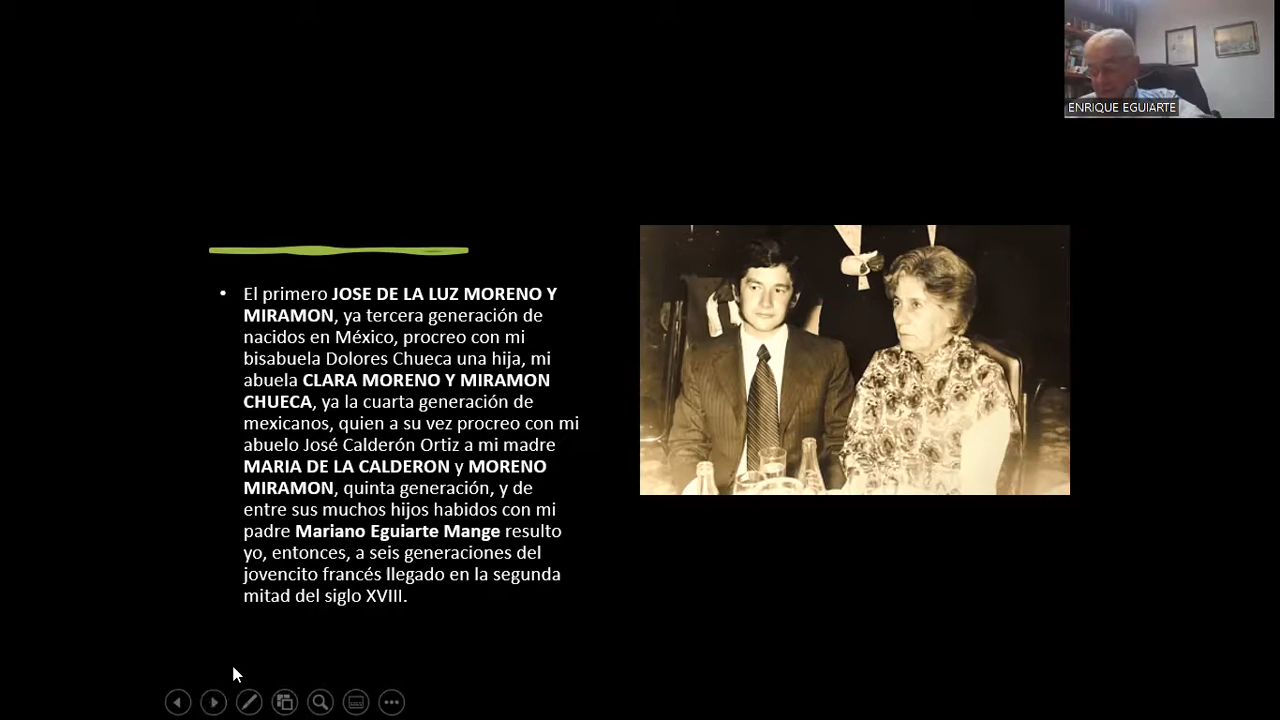 ENRIQUE EGUIARTE
• El primero JOSE DE LA LUZ MORENO Y
MIRAMON, ya tercera generación de
nacidos en México, procreo con mi
bisabuela Dolores Chueca una hija, mi
abuela CLARA MORENO Y MIRAMON
CHUECA, ya la cuarta generación de
mexicanos, quien a su vez procreo con mi
abuelo José Calderón Ortiz a mi madre
MARIA DE LA CALDERON y MORENO
MIRAMON, quinta generación, y de
entre sus muchos hijos habidos con mi
padre Mariano Eguiarte Mange resulto
yo, entonces, a seis generaciones del
jovencito francés llegado en la segunda
mitad del siglo XVIII.